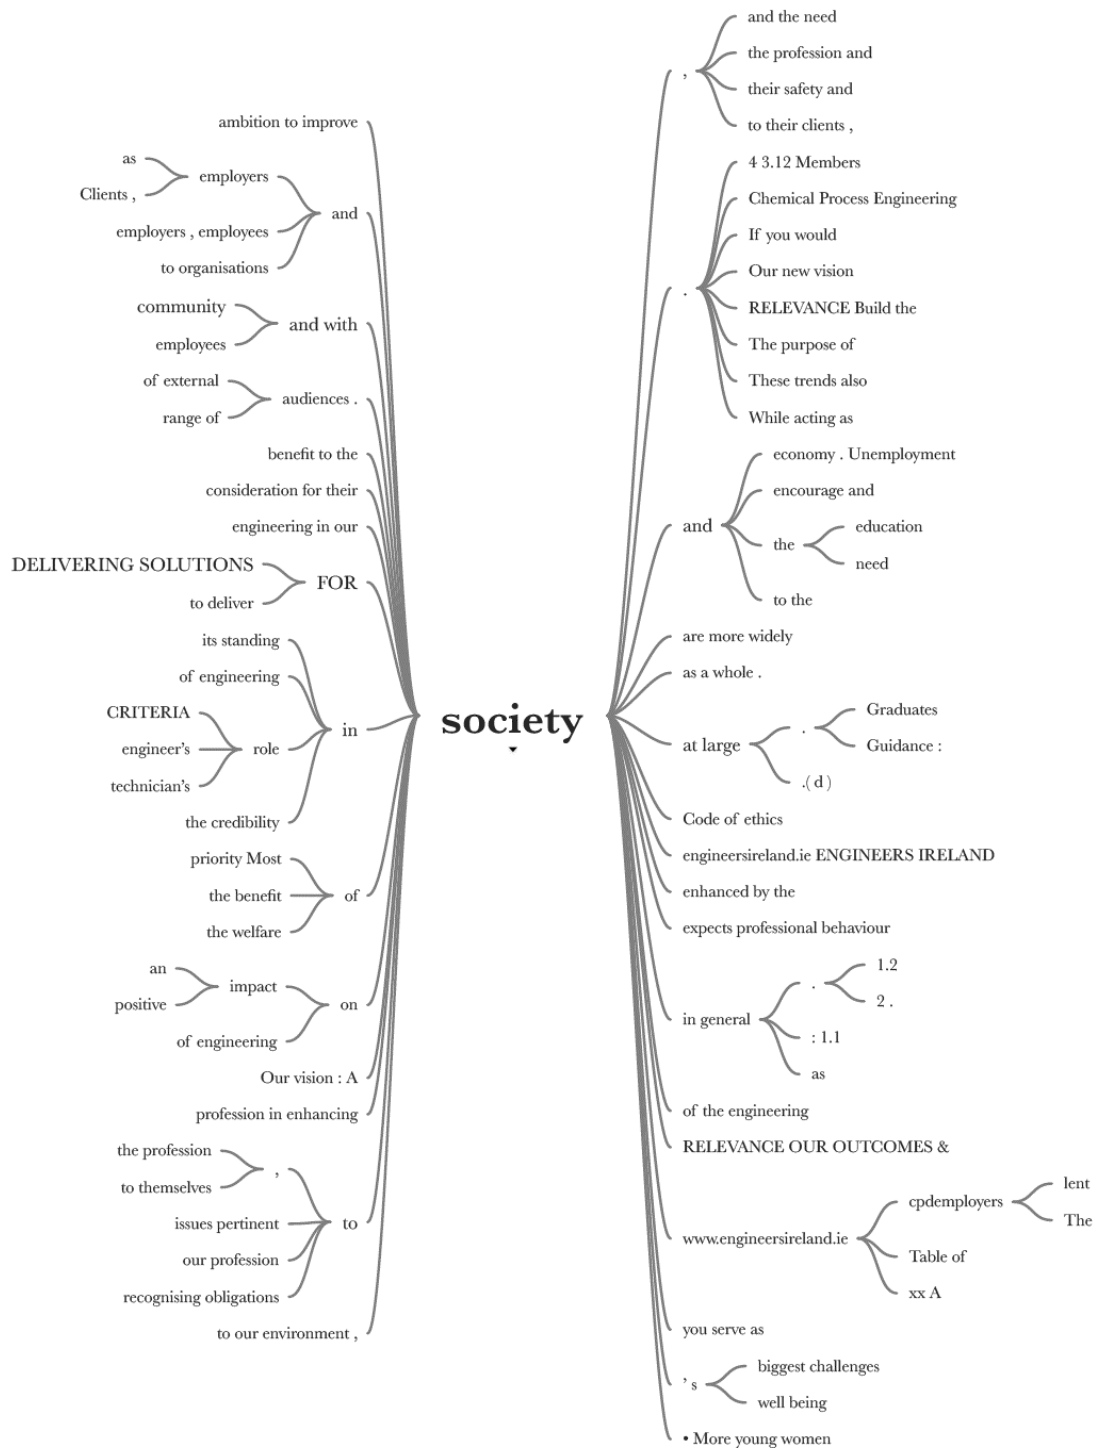 ambition to improve
as
Clients ,
employers
employers , employees
to organisations
and
community
employees
and with
of external
range of
audiences .
benefit to the
consideration for their
engineering in our
DELIVERING SOLUTIONS
to deliver
FOR
its standing
of engineering
CRITERIA
engineer's
technician's
role
the credibility
in
priority Most
the benefit
the welfare
of
an
positive
impact
of engineering
on
Our vision : A
profession in enhancing
the profession
to themselves
,
issues pertinent
our profession
recognising obligations
to
to our environment ,
society
,
and the need
the profession and
their safety and
to their clients ,
.
4 3.12 Members
Chemical Process Engineering
If you would
Our new vision
RELEVANCE Build the
The purpose of
These trends also
While acting as
and
economy . Unemployment
encourage and
the
education
need
to the
are more widely
as a whole .
at large
.
Graduates
Guidance :
.( d )
Code of ethics
engineersireland.ie ENGINEERS IRELAND
enhanced by the
expects professional behaviour
in general
.
1.2
2 .
: 1.1
as
of the engineering
RELEVANCE OUR OUTCOMES &
www.engineersireland.ie
cpdemployers
lent
The
Table of
xx A
you serve as
’ s
biggest challenges
well being
• More young women